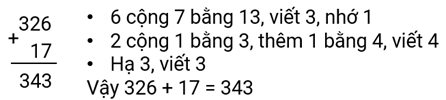 326
+
17
343
• 6 cộng 7 bằng 13, viết 3, nhớ 1
• 2 cộng 1 bằng 3, thêm 1 bằng 4, viết 4
• Hạ 3, viết 3
Vậy 326 + 17 = 343